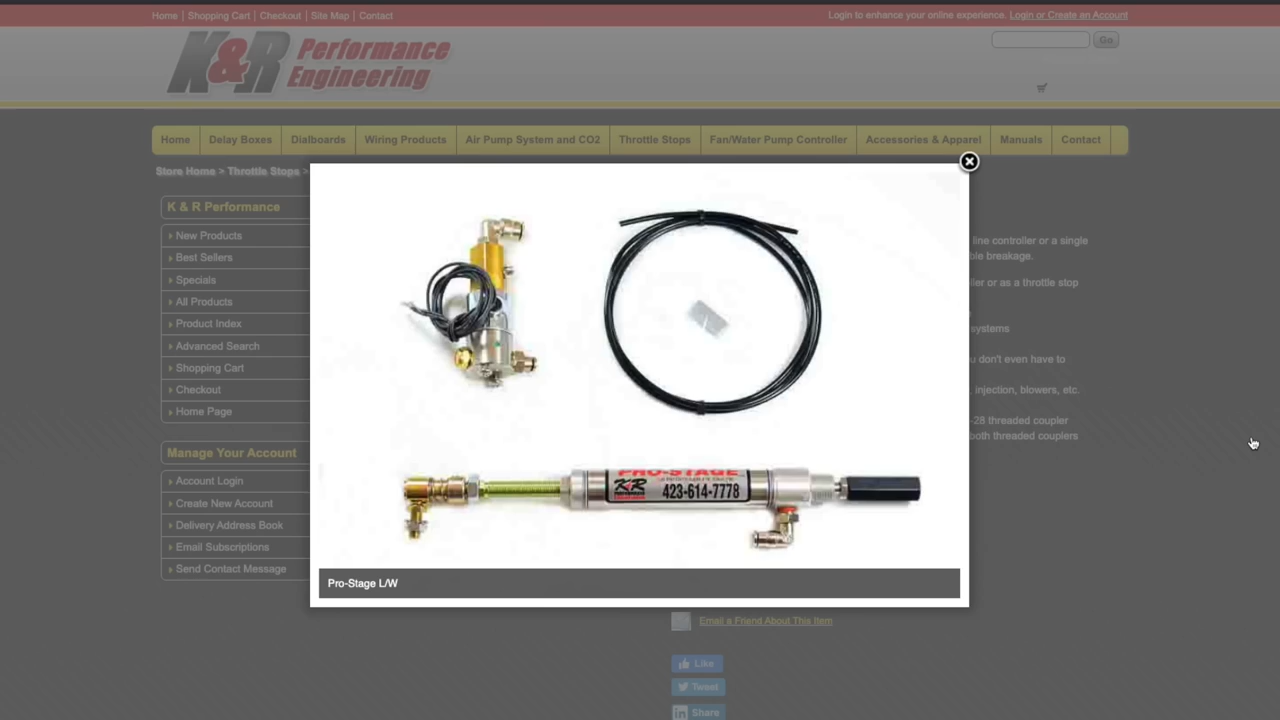 Home | Shopping Cart | Checkout | Site Map | Contact
Login to enhance your online experience. Login or Create an Account
K&R Performance Engineering
Go
Home
Delay Boxes
Dialboards
Wiring Products
Air Pump System and CO2
Throttle Stops
Fan/Water Pump Controller
Accessories & Apparel
Manuals
Contact
Store Home > Throttle Stops >
K & R Performance
New Products
Best Sellers
Specials
All Products
Product Index
Advanced Search
Shopping Cart
Checkout
Home Page
Manage Your Account
Account Login
Create New Account
Delivery Address Book
Email Subscriptions
Send Contact Message
PRO-STAGE
K&R
423-614-7778
Pro-Stage L/W
line controller or a single
breakage.
or as a throttle stop
systems
don't even have to
injection, blowers, etc.
-28 threaded coupler
both threaded couplers
Email a Friend About This Item
Like
Tweet
in Share